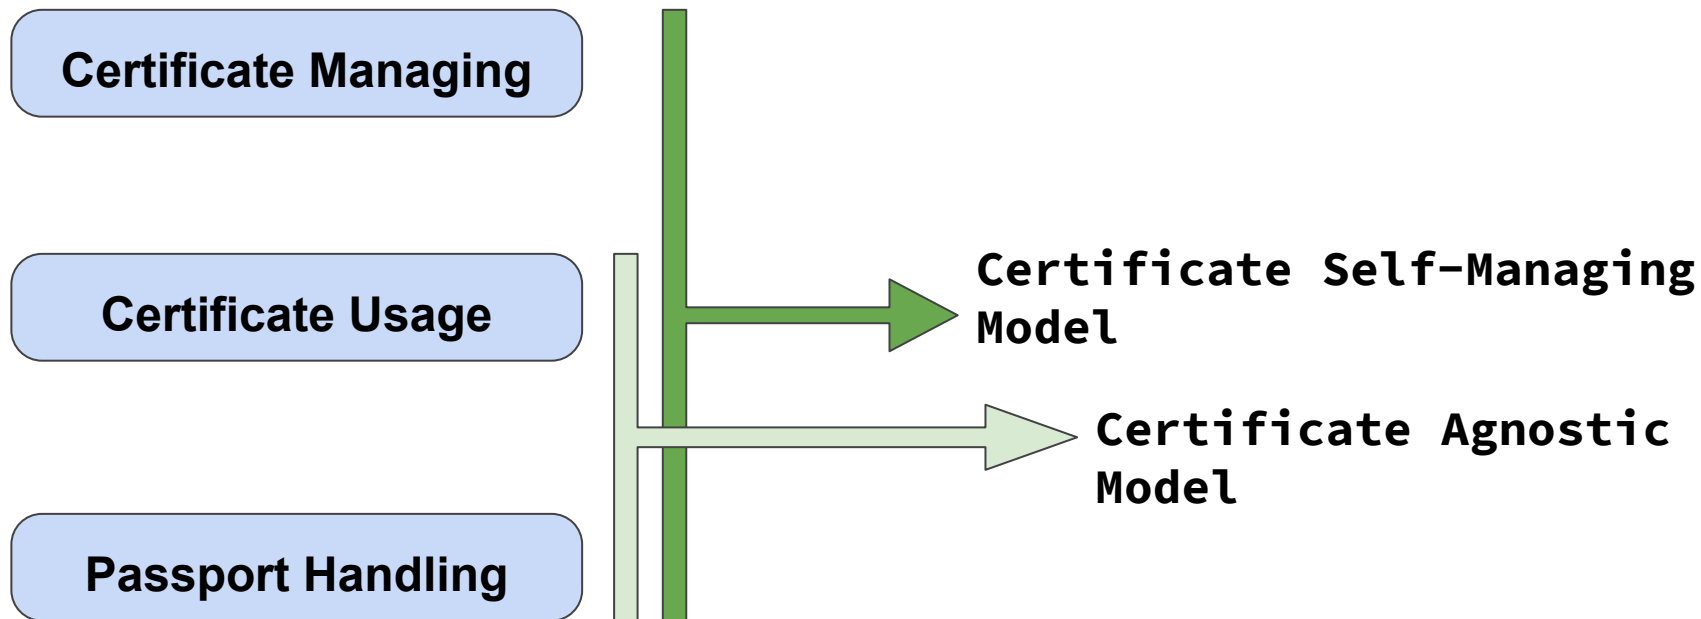 Certificate Managing
Certificate Usage
Certificate Self-Managing
Model
Certificate Agnostic
Model
Passport Handling